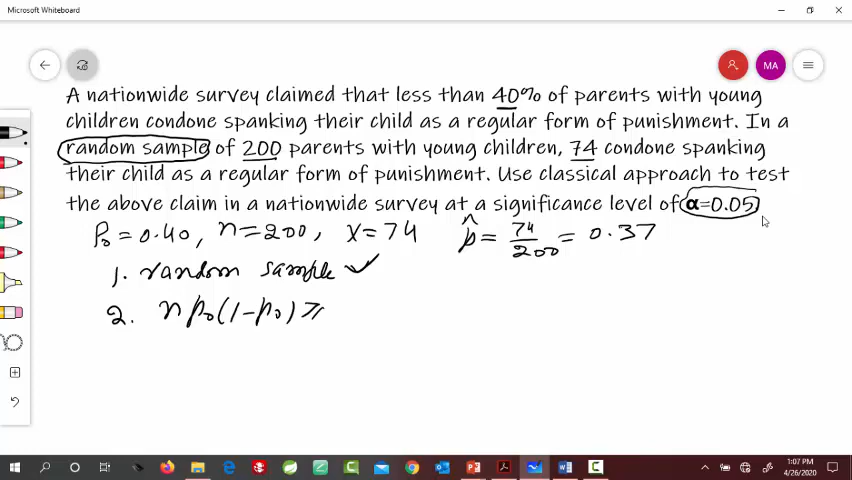 Microsoft Whiteboard
MA
A nationwide survey claimed that less than 40% of parents with young
children condone spanking their child as a regular form of punishment. In a
random sample of 200 parents with young children, 74 condone spanking
their child as a regular form of punishment. Use classical approach to test
the above claim in a nationwide survey at a significance level of α=0.05
p₀ = 0.40, n=200, x=74 p̂ = 74/200 = 0.37
1. random sample ✓
2. np₀(1-p₀) ≥
1:07 PM
4/26/2020